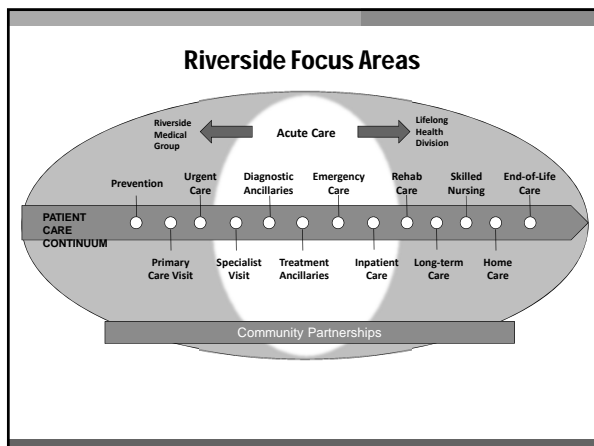 Riverside Focus Areas
Riverside
Medical
Group
Acute Care
Lifelong
Health
Division
Prevention
Urgent
Care
Diagnostic
Ancillaries
Emergency
Care
Rehab
Care
Skilled
Nursing
End-of-Life
Care
PATIENT
CARE
CONTINUUM
Primary
Care Visit
Specialist
Visit
Treatment
Ancillaries
Inpatient
Care
Long-term
Care
Home
Care
Community Partnerships